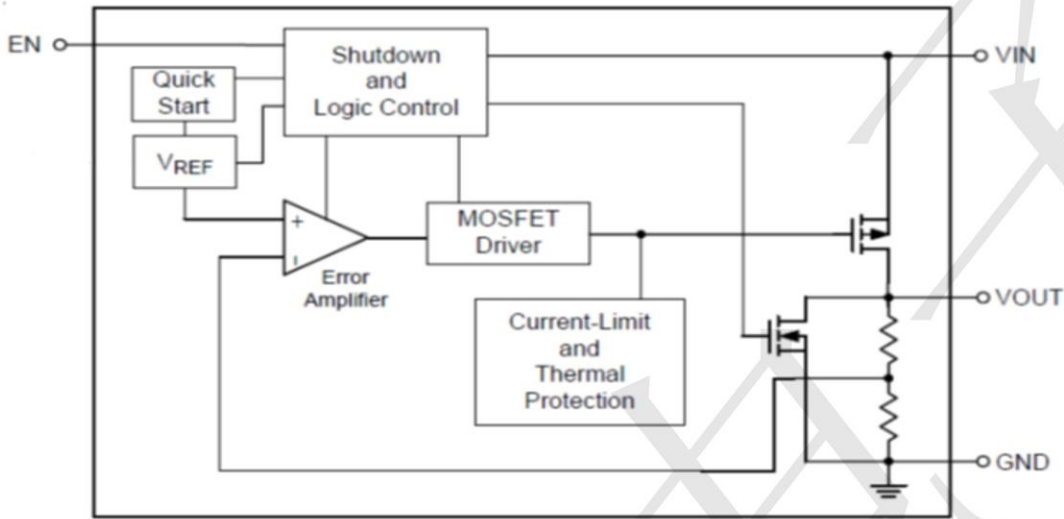 EN
Shutdown
and
Logic Control
VIN
Quick
Start
VREF
+
MOSFET
Driver
Error
Amplifier
VOUT
Current-Limit
and
Thermal
Protection
GND